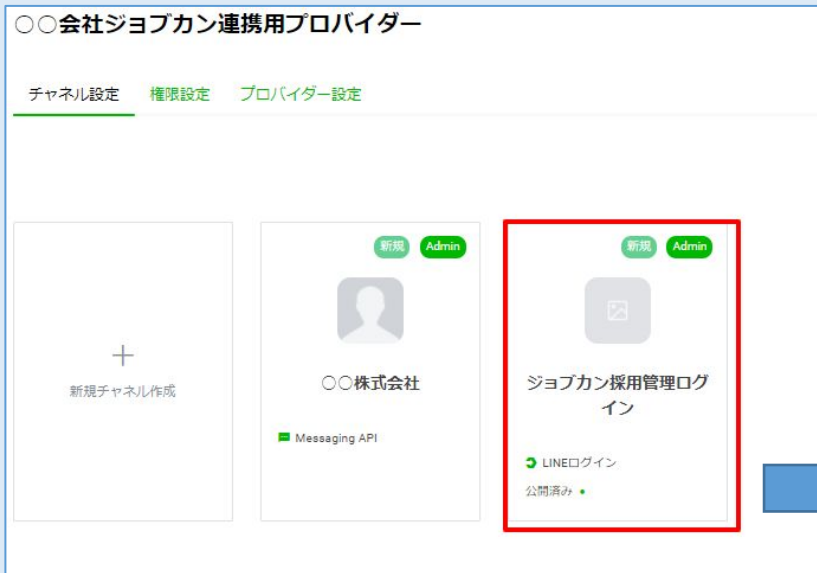 ○○会社ジョブカン連携用プロバイダー
チャネル設定 権限設定 プロバイダー設定
新規 Admin
新規 Admin
新規チャネル作成
○○株式会社
ジョブカン採用管理ログ
イン
Messaging API
LINEログイン
公開済み